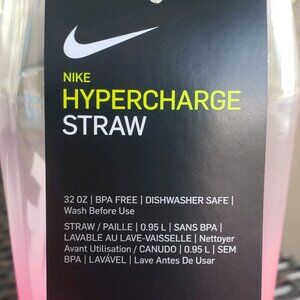 NIKE
HYPERCHARGE
STRAW
32 OZ | BPA FREE | DISHWASHER SAFE |
Wash Before Use
STRAW / PAILLE | 0.95 L | SANS BPA |
LAVABLE AU LAVE-VAISSELLE | Nettoyer
Avant Utilisation / CANUDO | 0.95 L | SEM
BPA | LAVÁVEL | Lave Antes De Usar